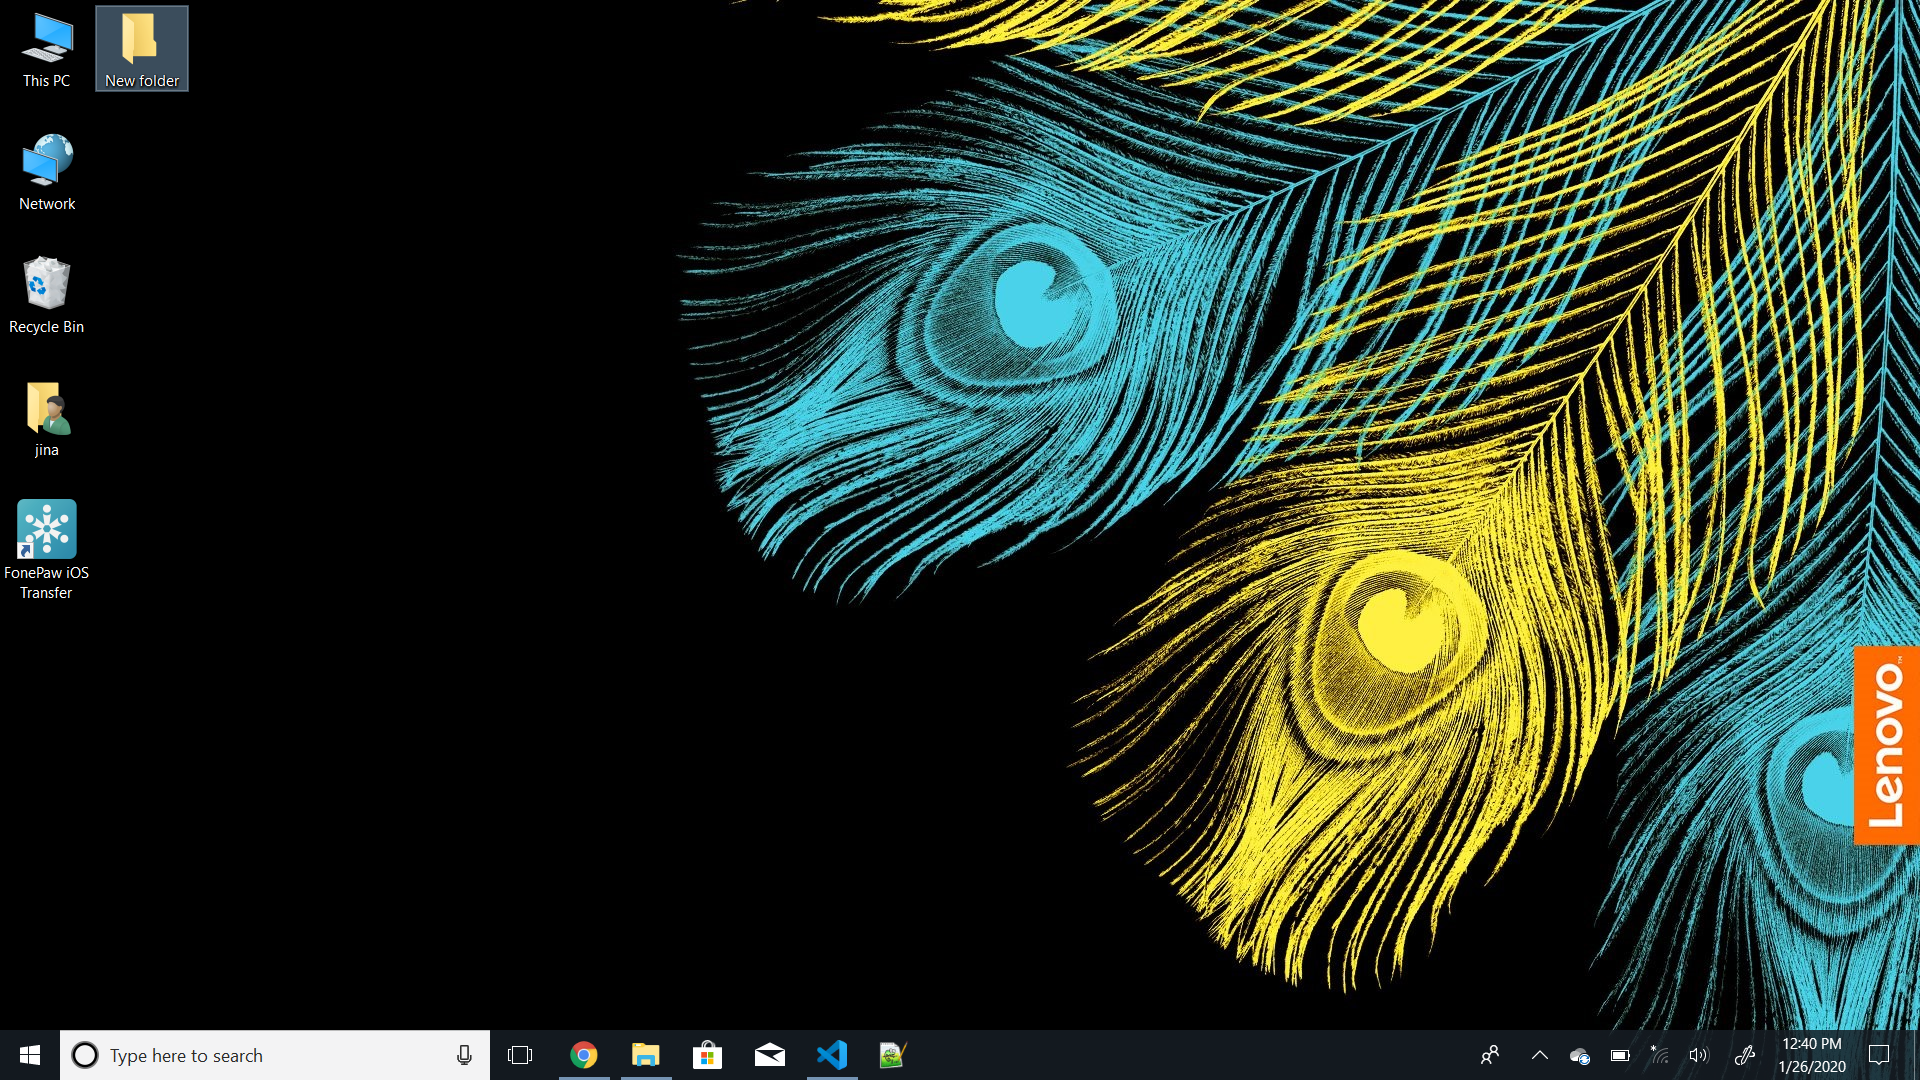 This PC
New folder
Network
Recycle Bin
jina
FonePaw iOS
Transfer
Lenovo
Type here to search
12:40 PM
1/26/2020